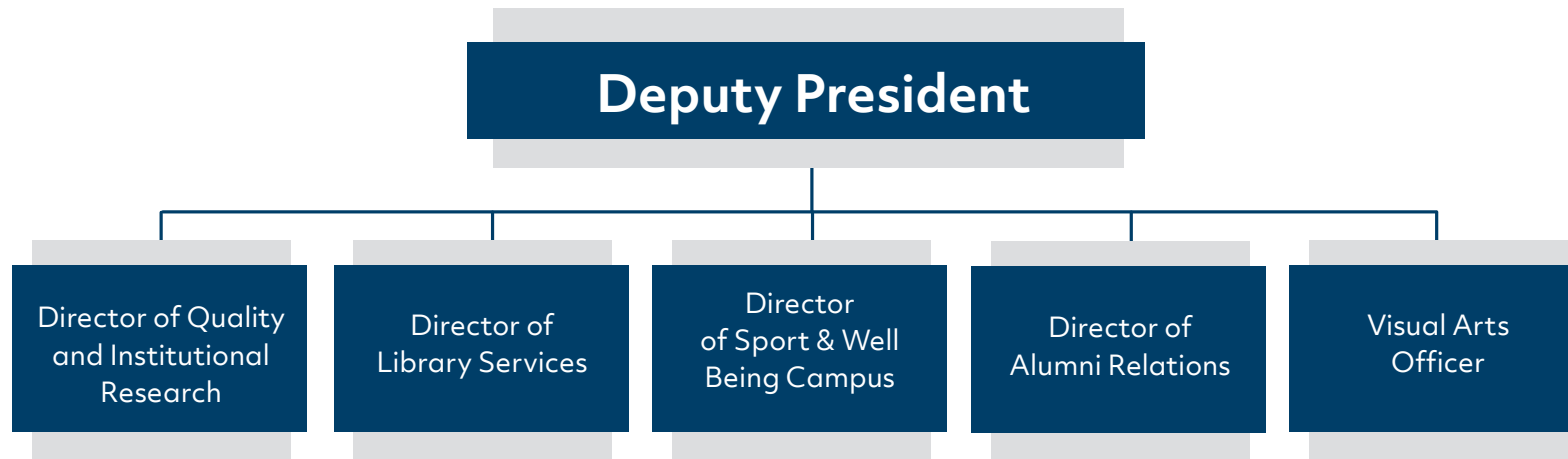 Deputy President
Director of Quality
and Institutional
Research
Director of
Library Services
Director
of Sport & Well
Being Campus
Director of
Alumni Relations
Visual Arts
Officer